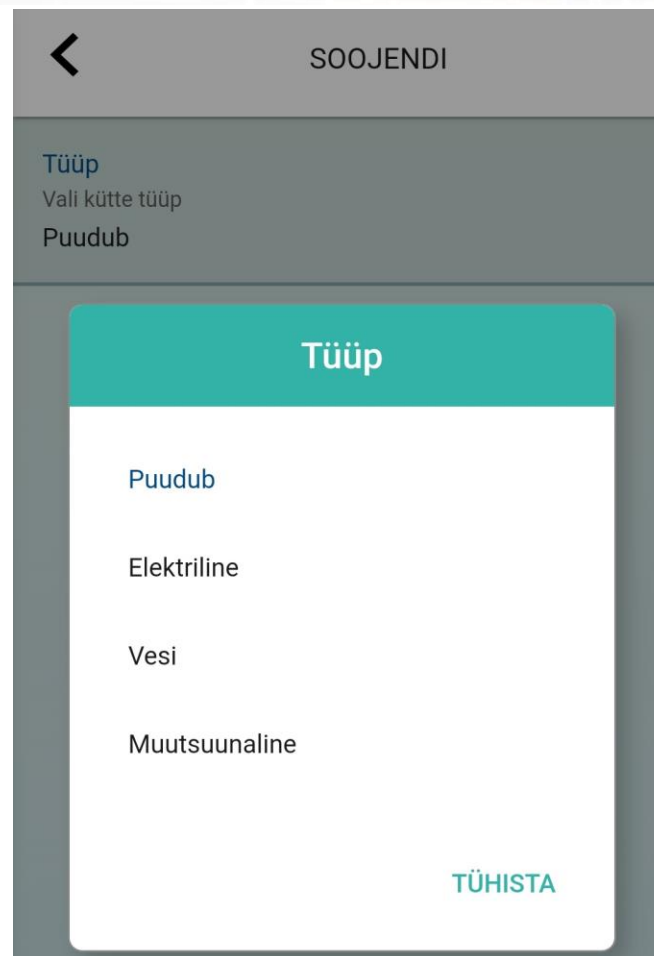 SOOJENDI
Tüüp
Vali kütte tüüp
Puudub
Tüüp
Puudub
Elektriline
Vesi
Muutsuunaline
TÜHISTA